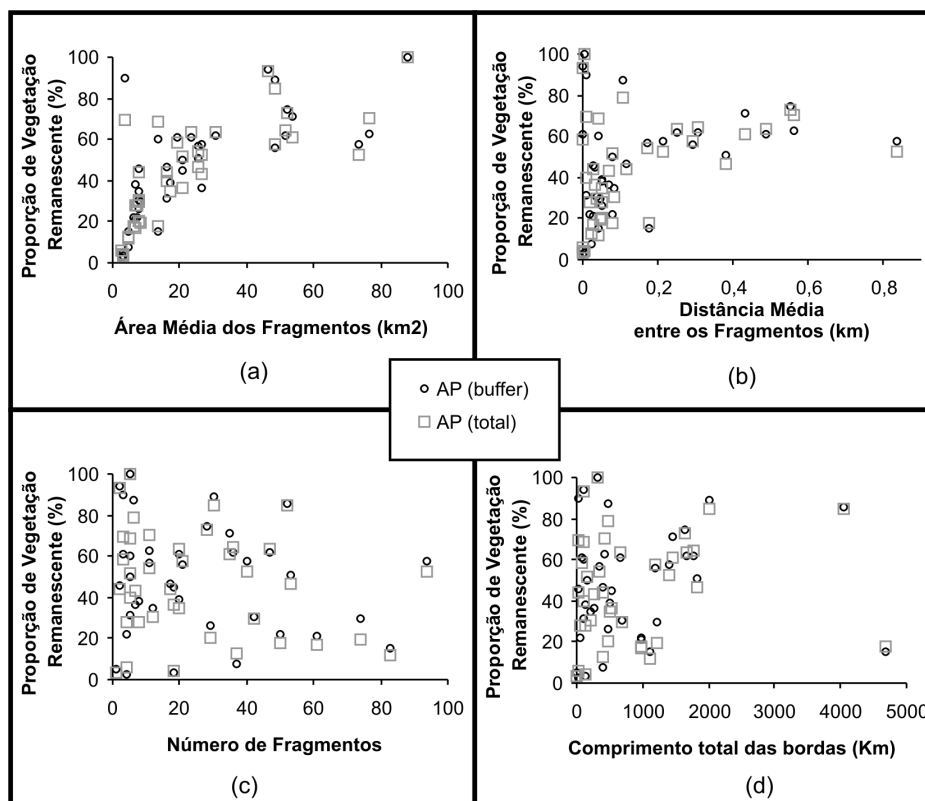 Proporção de Vegetação
Remanescente (%)
100
80
60
40
20
0
0
20
40
60
80
100
Área Média dos Fragmentos (km2)
(a)
Proporção de Vegetação
Remanescente (%)
100
80
60
40
20
0
0
0,2
0,4
0,6
0,8
Distância Média
entre os Fragmentos (km)
(b)
AP (buffer)
AP (total)
Proporção de Vegetação
Remanescente (%)
100
80
60
40
20
0
0
20
40
60
80
100
Número de Fragmentos
(c)
Proporção de Vegetação
Remanescente (%)
100
80
60
40
20
0
0
1000
2000
3000
4000
5000
Comprimento total das bordas (Km)
(d)